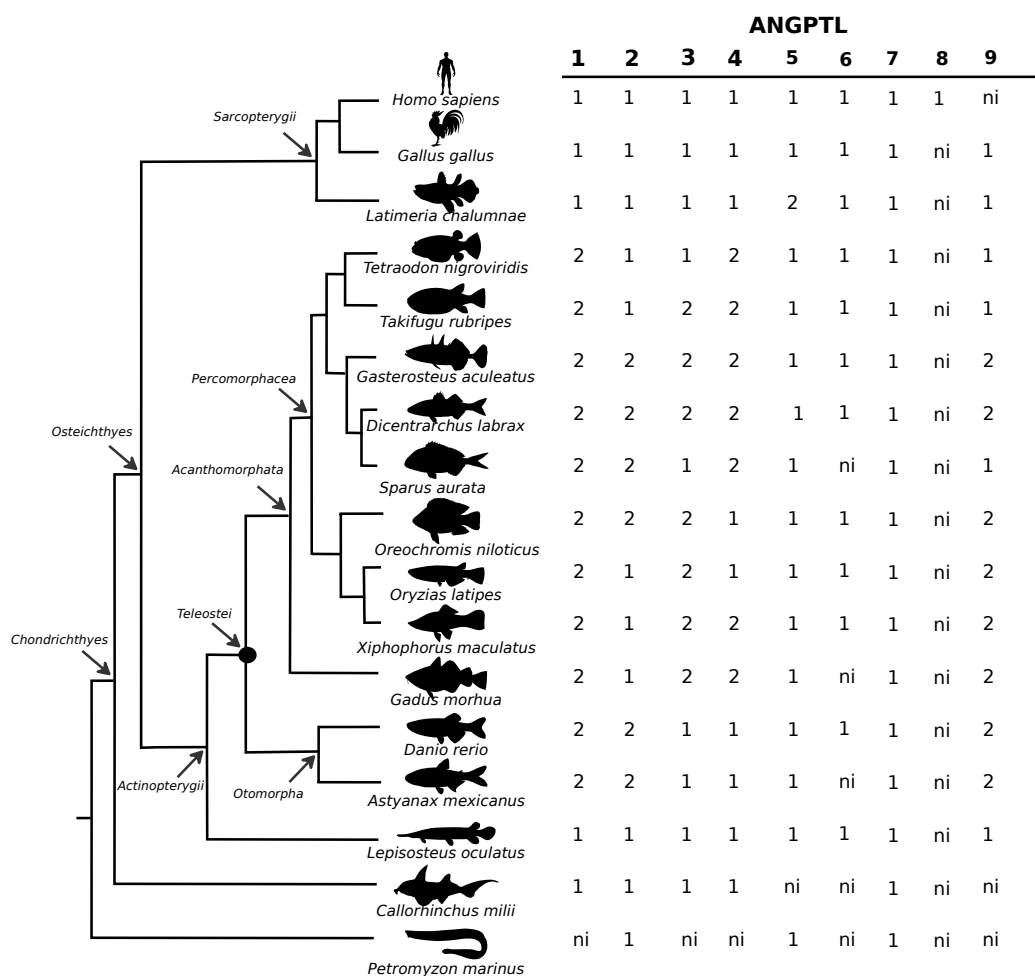 ANGPTL
1 2 3 4 5 6 7 8 9
Homo sapiens 1 1 1 1 1 1 1 1 ni
Sarcopterygii
Gallus gallus 1 1 1 1 1 1 1 ni 1
Latimeria chalumnae 1 1 1 1 2 1 1 ni 1
Tetraodon nigroviridis 2 1 1 2 1 1 1 ni 1
Takifugu rubripes 2 1 2 2 1 1 1 ni 1
Percomorphacea
Gasterosteus aculeatus 2 2 2 2 1 1 1 ni 2
Dicentrarchus labrax 2 2 2 2 1 1 1 ni 2
Osteichthyes
Acanthomorphata
Sparus aurata 2 2 1 2 1 ni 1 ni 1
Oreochromis niloticus 2 2 2 1 1 1 1 ni 2
Oryzias latipes 2 1 2 1 1 1 1 ni 2
Teleostei
Xiphophorus maculatus 2 1 2 2 1 1 1 ni 2
Chondrichthyes
Gadus morhua 2 1 2 2 1 ni 1 ni 2
Danio rerio 2 2 1 1 1 1 1 ni 2
Actinopterygii
Otomorpha
Astyanax mexicanus 2 2 1 1 1 ni 1 ni 2
Lepisosteus oculatus 1 1 1 1 1 1 1 ni 1
Callorhinchus milii 1 1 1 1 ni ni 1 ni ni
Petromyzon marinus ni 1 ni ni 1 ni 1 ni ni